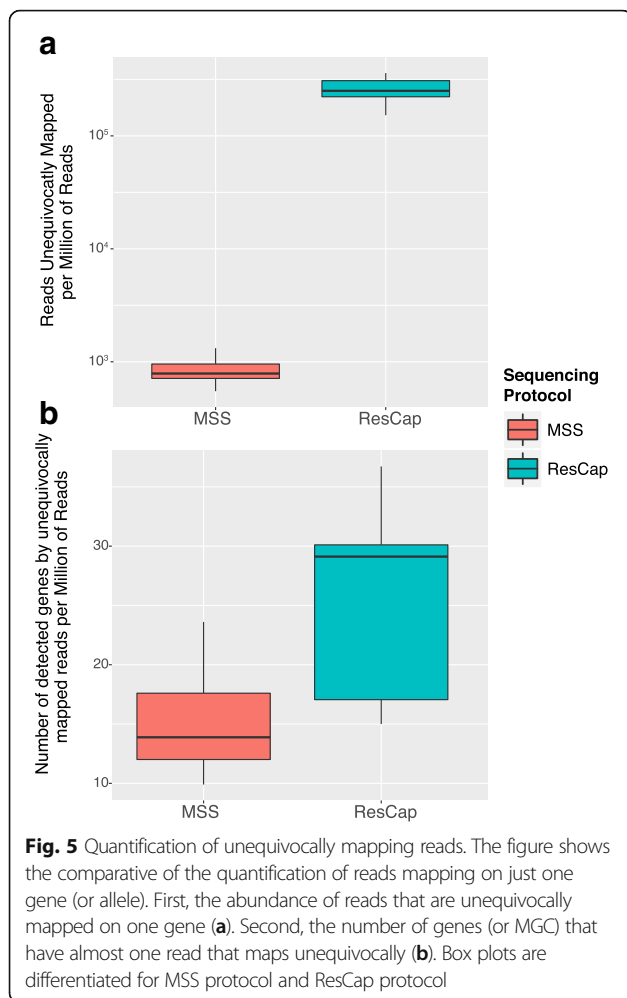 a
Reads Unequivocatly Mapped
per Million of Reads
10⁵
10⁴
10³
MSS
ResCap
b
Number of detected genes by unequivocally
mapped reads per Million of Reads
30
20
10
MSS
ResCap
Sequencing
Protocol
MSS
ResCap
Fig. 5 Quantification of unequivocally mapping reads. The figure shows
the comparative of the quantification of reads mapping on just one
gene (or allele). First, the abundance of reads that are unequivocally
mapped on one gene (a). Second, the number of genes (or MGC) that
have almost one read that maps unequivocally (b). Box plots are
differentiated for MSS protocol and ResCap protocol